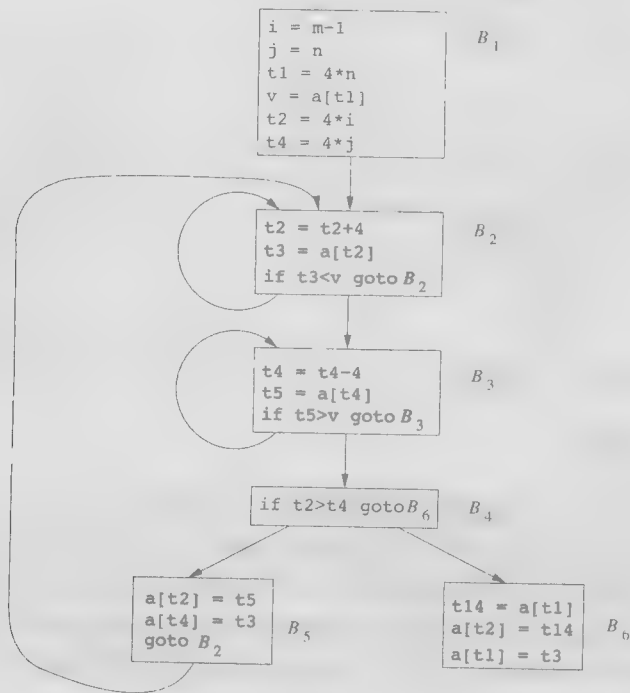 i = m-1
j = n
t1 = 4*n
v = a[t1]
t2 = 4*i
t4 = 4*j
B1
t2 = t2+4
t3 = a[t2]
if t3<v goto B2
B2
t4 = t4-4
t5 = a[t4]
if t5>v goto B3
B3
if t2>t4 goto B6
B4
a[t2] = t5
a[t4] = t3
goto B2
B5
t14 = a[t1]
a[t2] = t14
a[t1] = t3
B6